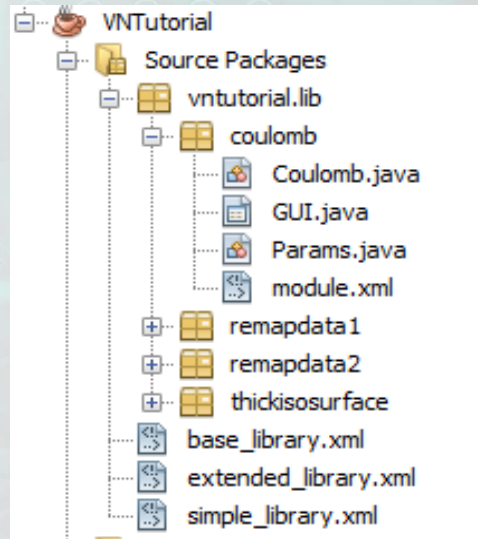 VNTutorial
Source Packages
vntutorial.lib
coulomb
Coulomb.java
GUI.java
Params.java
module.xml
remapdata1
remapdata2
thickisosurface
base_library.xml
extended_library.xml
simple_library.xml